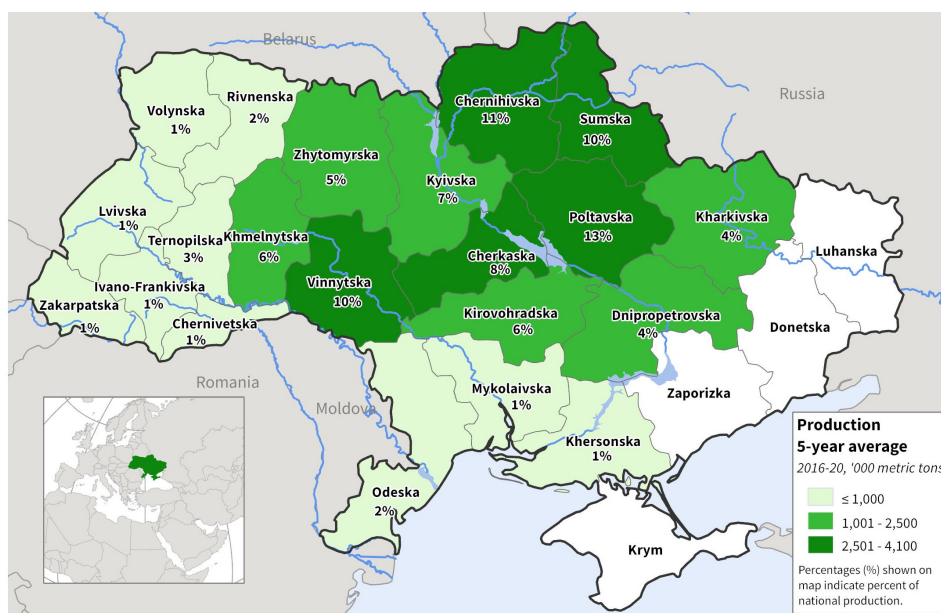 Belarus
Russia
Volynska
1%
Rivnenska
2%
Zhytomyrska
5%
Chernihivska
11%
Sumska
10%
Kyivska
7%
Lvivska
1%
Ternopilska
3%
Khmelnytska
6%
Vinnytska
10%
Cherkaska
8%
Poltavska
13%
Kharkivska
4%
Luhanska
Ivano-Frankivska
1%
Zakarpatska
1%
Chernivetska
1%
Kirovohradska
6%
Dnipropetrovska
4%
Donetska
Romania
Moldova
Mykolaivska
1%
Zaporizka
Khersonska
1%
Odeska
2%
Krym
Production
5-year average
2016-20, '000 metric tons
≤ 1,000
1,001 - 2,500
2,501 - 4,100
Percentages (%) shown on
map indicate percent of
national production.